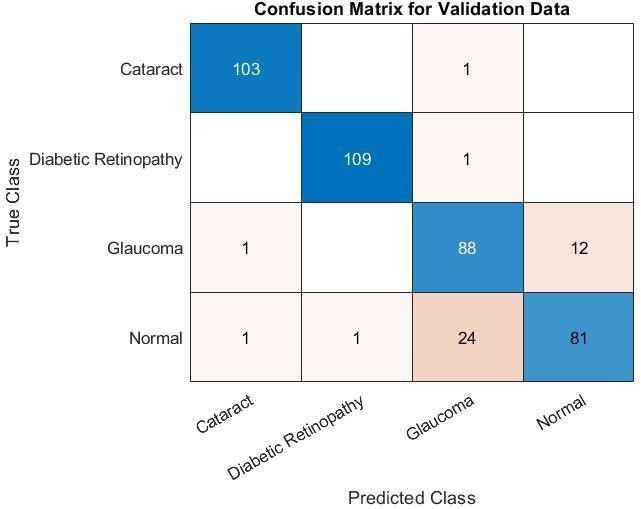 Confusion Matrix for Validation Data
True Class
Cataract 103 1
Diabetic Retinopathy 109 1
Glaucoma 1 88 12
Normal 1 1 24 81
Cataract Diabetic Retinopathy Glaucoma Normal
Predicted Class